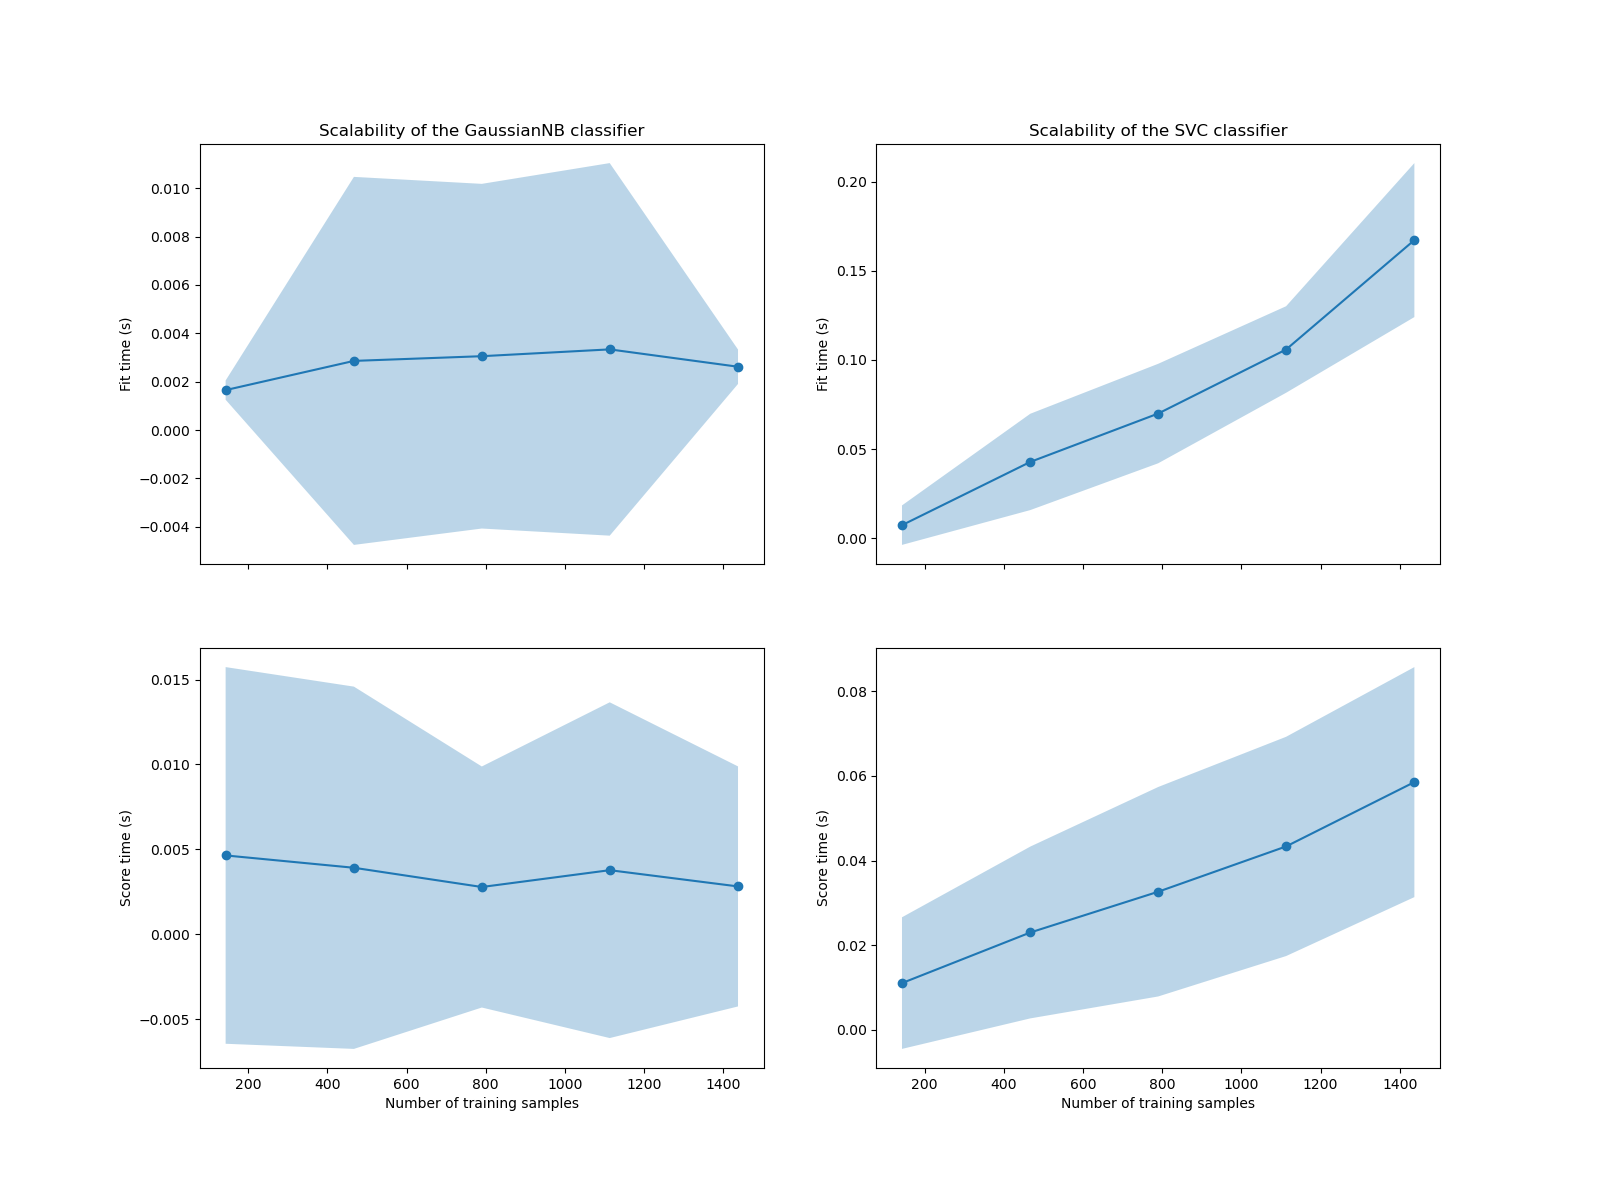 Scalability of the GaussianNB classifier
0.010
0.008
0.006
0.004
0.002
0.000
−0.002
−0.004
Fit time (s)
Scalability of the SVC classifier
0.20
0.15
0.10
0.05
0.00
Fit time (s)
0.015
0.010
0.005
0.000
−0.005
Score time (s)
200 400 600 800 1000 1200 1400
Number of training samples
0.08
0.06
0.04
0.02
0.00
Score time (s)
200 400 600 800 1000 1200 1400
Number of training samples